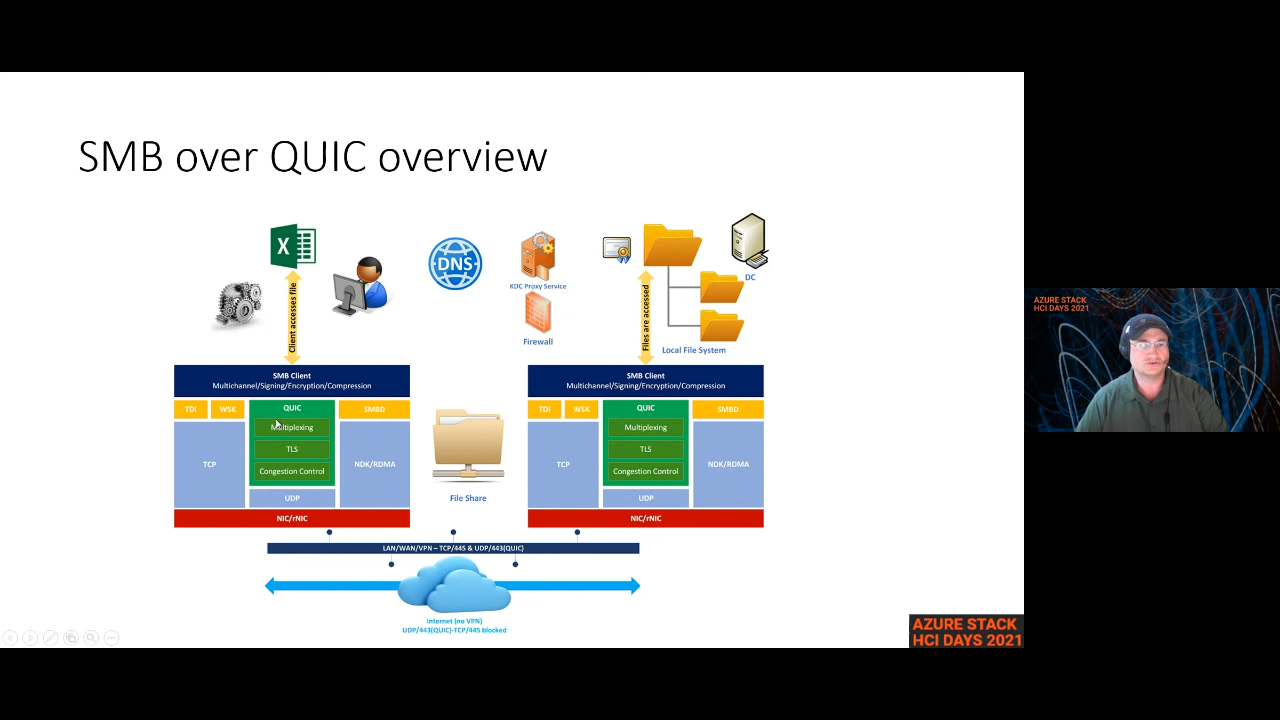 SMB over QUIC overview
X
DNS
KDC Proxy Service
Firewall
DC
Local File System
Client accesses file
Files are accessed
SMB Client
Multichannel/Signing/Encryption/Compression
TDI
WSK
QUIC
SMBD
Multiplexing
TLS
Congestion Control
TCP
NDK/RDMA
UDP
NIC/rNIC
File Share
SMB Client
Multichannel/Signing/Encryption/Compression
TDI
WSK
QUIC
SMBD
Multiplexing
TLS
Congestion Control
TCP
NDK/RDMA
UDP
NIC/rNIC
LAN/WAN/VPN – TCP/445 & UDP/443(QUIC)
Internet (no VPN)
UDP/443(QUIC)-TCP/445 blocked
AZURE STACK
HCI DAYS 2021
AZURE STACK
HCI DAYS 2021